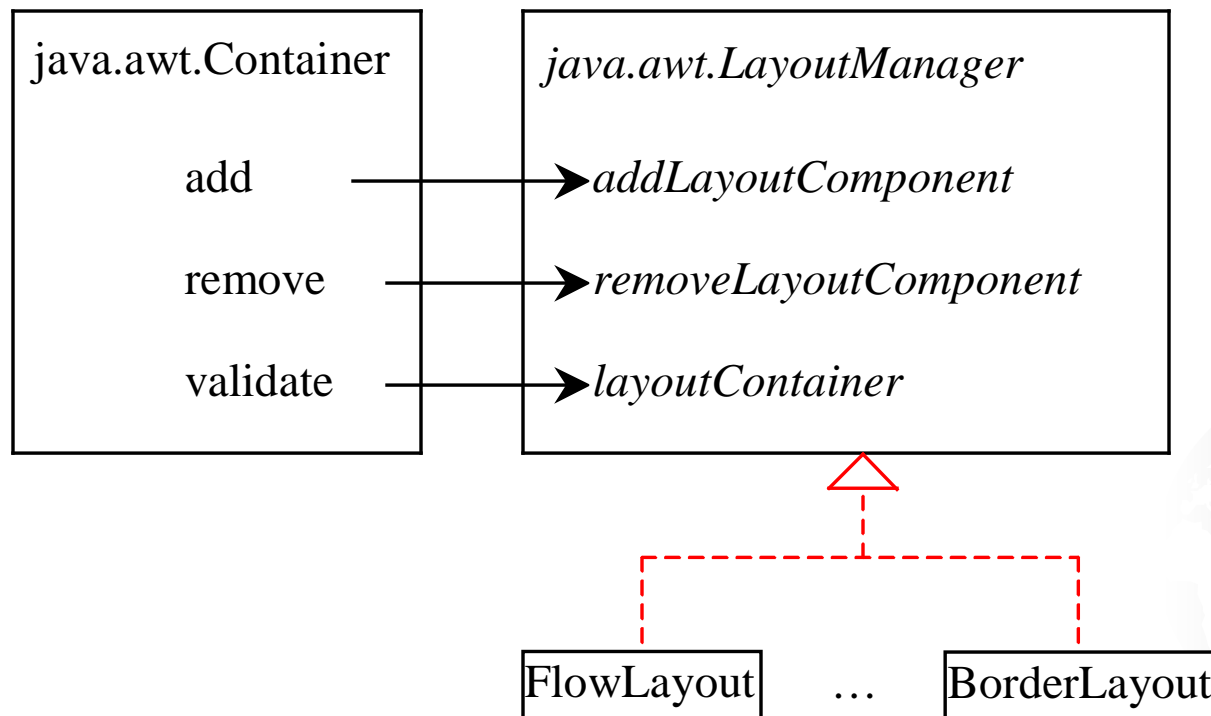 java.awt.Container
java.awt.LayoutManager
add
addLayoutComponent
remove
removeLayoutComponent
validate
layoutContainer
FlowLayout
…
BorderLayout